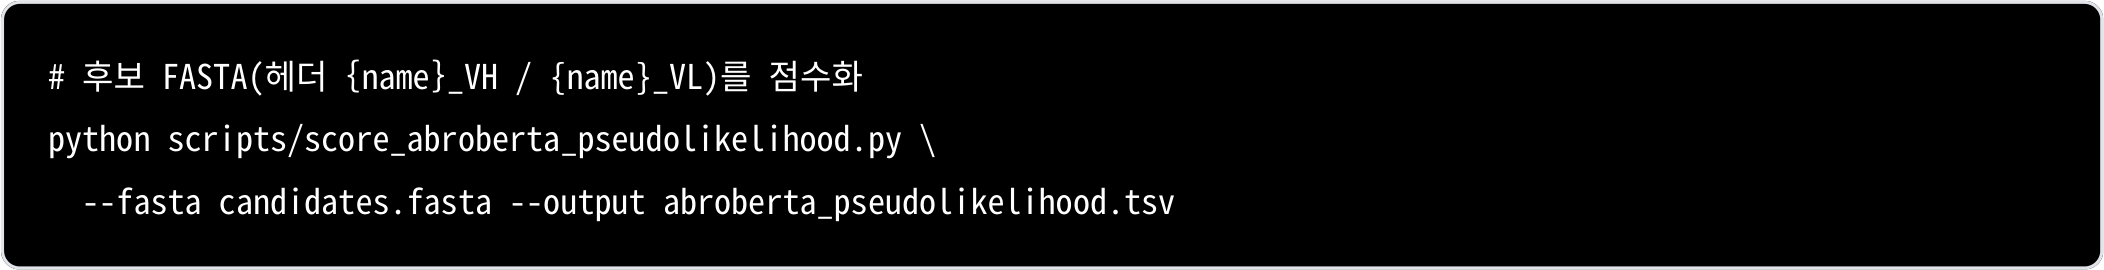 # 후보 FASTA(헤더 {name}_VH / {name}_VL)를 점수화
python scripts/score_abroberta_pseudolikelihood.py \
  --fasta candidates.fasta --output abroberta_pseudolikelihood.tsv